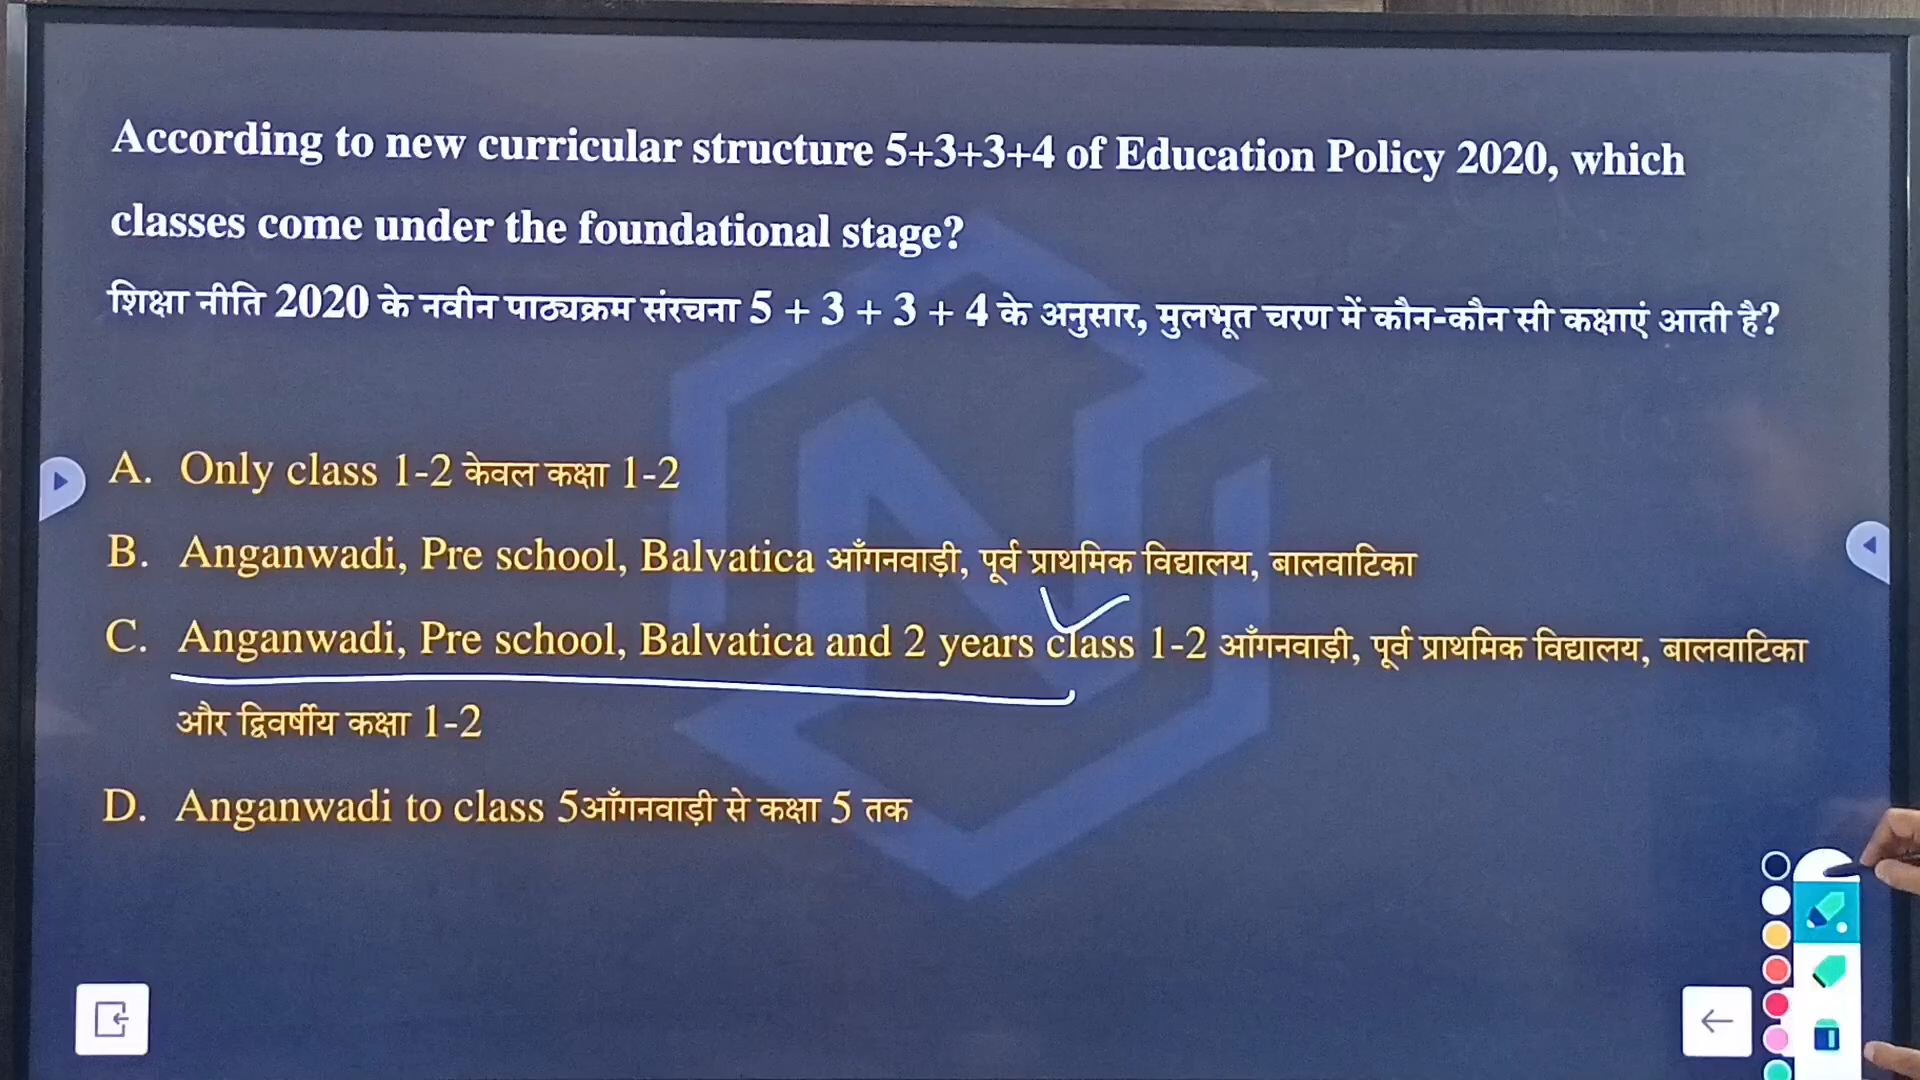 According to new curricular structure 5+3+3+4 of Education Policy 2020, which
classes come under the foundational stage?
शिक्षा नीति 2020 के नवीन पाठ्यक्रम संरचना 5 + 3 + 3 + 4 के अनुसार, मुलभूत चरण में कौन-कौन सी कक्षाएं आती है?
A. Only class 1-2 केवल कक्षा 1-2
B. Anganwadi, Pre school, Balvatica आँगनवाड़ी, पूर्व प्राथमिक विद्यालय, बालवाटिका
C. Anganwadi, Pre school, Balvatica and 2 years class 1-2 आँगनवाड़ी, पूर्व प्राथमिक विद्यालय, बालवाटिका
और द्विवर्षीय कक्षा 1-2
D. Anganwadi to class 5आँगनवाड़ी से कक्षा 5 तक